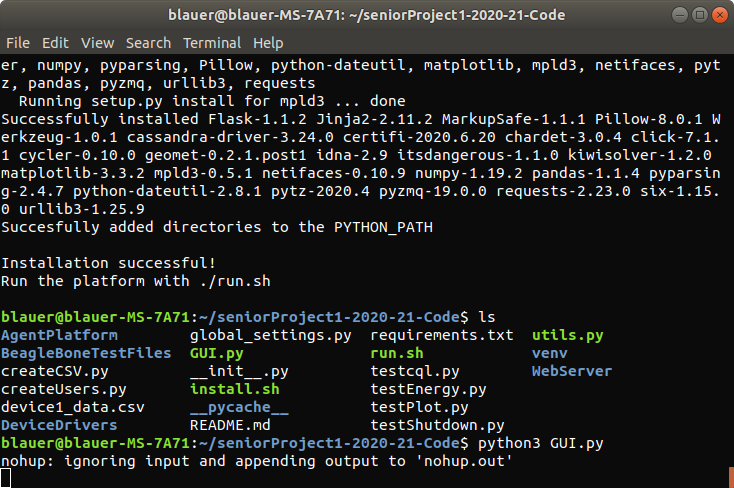 blauer@blauer-MS-7A71: ~/seniorProject1-2020-21-Code
File Edit View Search Terminal Help
er, numpy, pyparsing, Pillow, python-dateutil, matplotlib, mpld3, netifaces, pyt
z, pandas, pyzmq, urllib3, requests
  Running setup.py install for mpld3 ... done
Successfully installed Flask-1.1.2 Jinja2-2.11.2 MarkupSafe-1.1.1 Pillow-8.0.1 W
erkzeug-1.0.1 cassandra-driver-3.24.0 certifi-2020.6.20 chardet-3.0.4 click-7.1.
1 cycler-0.10.0 geomet-0.2.1.post1 idna-2.9 itsdangerous-1.1.0 kiwisolver-1.2.0
matplotlib-3.3.2 mpld3-0.5.1 netifaces-0.10.9 numpy-1.19.2 pandas-1.1.4 pyparsin
g-2.4.7 python-dateutil-2.8.1 pytz-2020.4 pyzmq-19.0.0 requests-2.23.0 six-1.15.
0 urllib3-1.25.9
Succesfully added directories to the PYTHON_PATH
Installation successful!
Run the platform with ./run.sh
blauer@blauer-MS-7A71:~/seniorProject1-2020-21-Code$ ls
AgentPlatform global_settings.py requirements.txt utils.py
BeagleBoneTestFiles GUI.py run.sh venv
createCSV.py __init__.py testcql.py WebServer
createUsers.py install.sh testEnergy.py
device1_data.csv __pycache__ testPlot.py
DeviceDrivers README.md testShutdown.py
blauer@blauer-MS-7A71:~/seniorProject1-2020-21-Code$ python3 GUI.py
nohup: ignoring input and appending output to 'nohup.out'